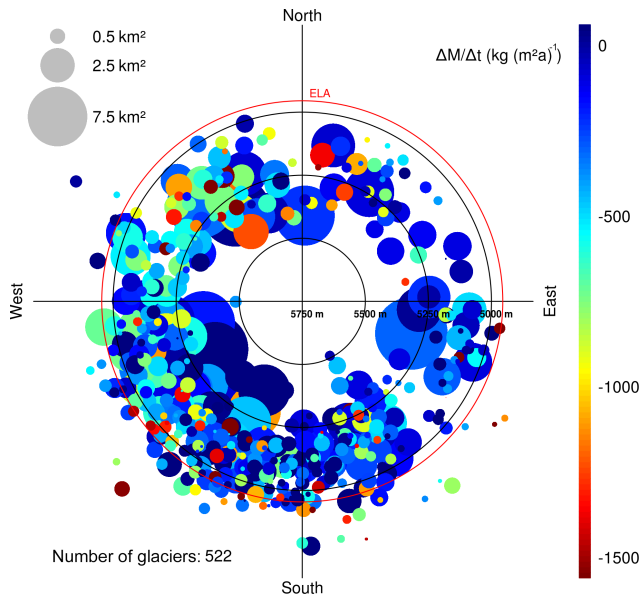 North
0.5 km²
2.5 km²
7.5 km²
ΔM/Δt (kg (m²a)⁻¹)
0
-500
-1000
-1500
ELA
West
East
5750 m
5500 m
5250 m
5000 m
Number of glaciers: 522
South